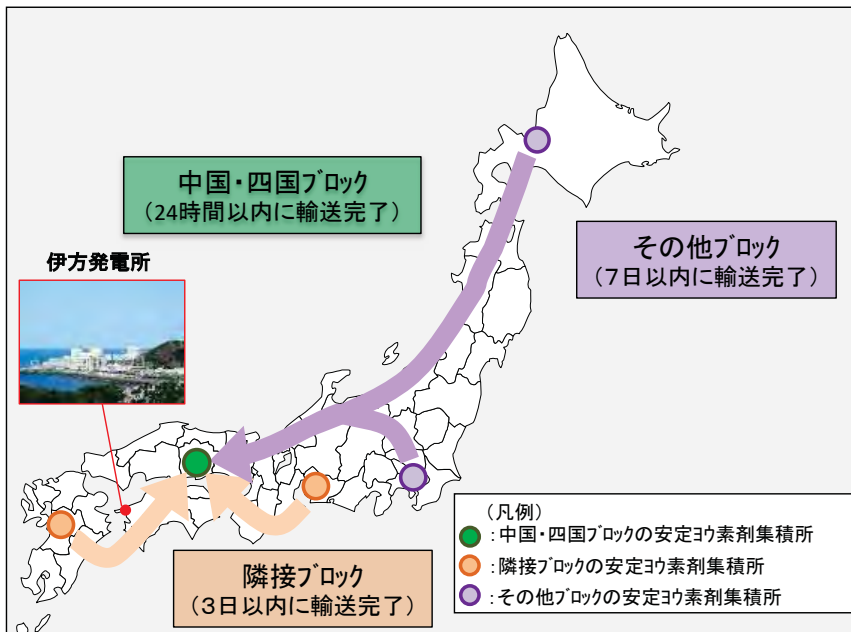 中国・四国ﾌﾞﾛｯｸ
（24時間以内に輸送完了）
その他ﾌﾞﾛｯｸ
（７日以内に輸送完了）
伊方発電所
隣接ﾌﾞﾛｯｸ
（３日以内に輸送完了）
（凡例）
：中国・四国ﾌﾞﾛｯｸの安定ﾖｳ素剤集積所
：隣接ﾌﾞﾛｯｸの安定ﾖｳ素剤集積所
：その他ﾌﾞﾛｯｸの安定ﾖｳ素剤集積所